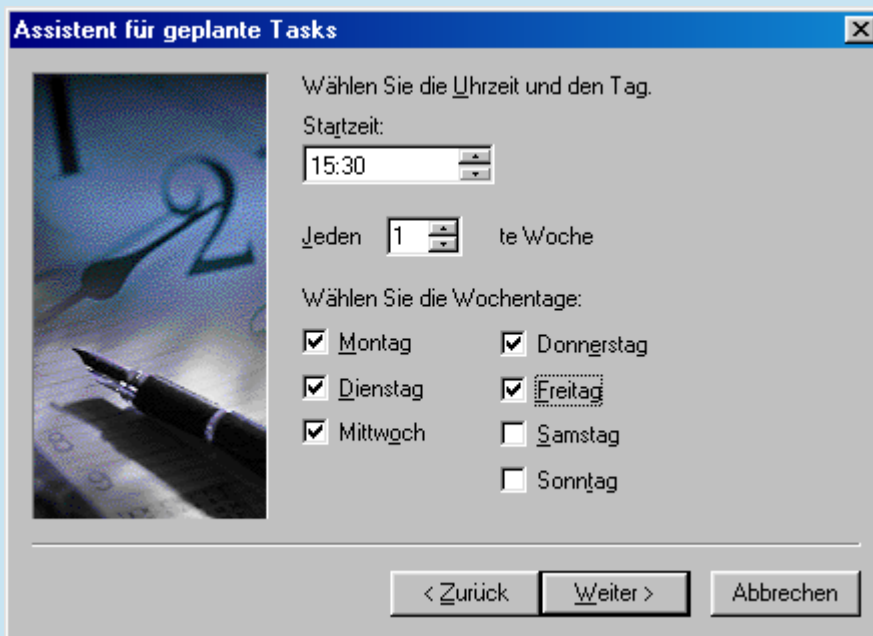 Assistent für geplante Tasks
Wählen Sie die Uhrzeit und den Tag.
Startzeit:
15:30
Jeden 1 te Woche
Wählen Sie die Wochentage:
Montag Donnerstag
Dienstag Freitag
Mittwoch Samstag
Sonntag
< Zurück Weiter > Abbrechen